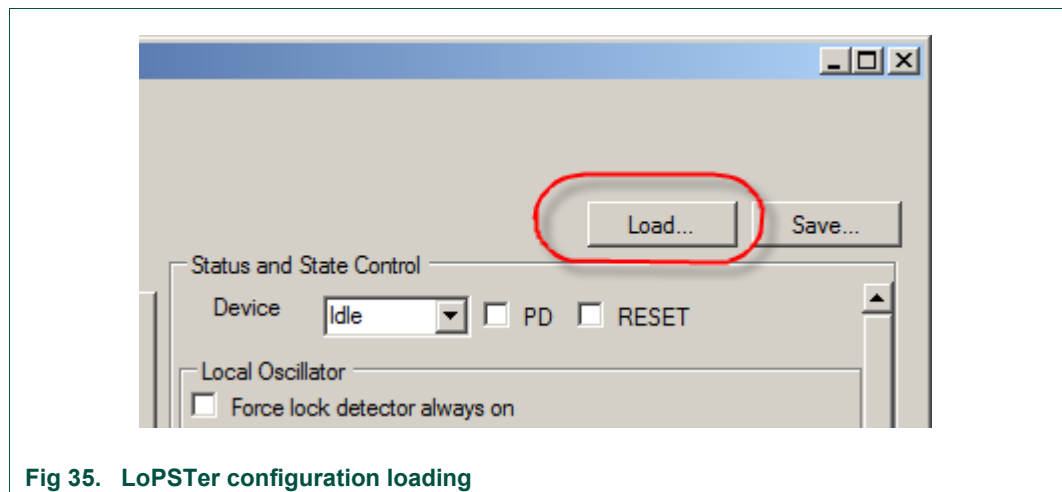 Load...
Save...
Status and State Control
Device Idle PD RESET
Local Oscillator
Force lock detector always on
Fig 35. LoPSTer configuration loading